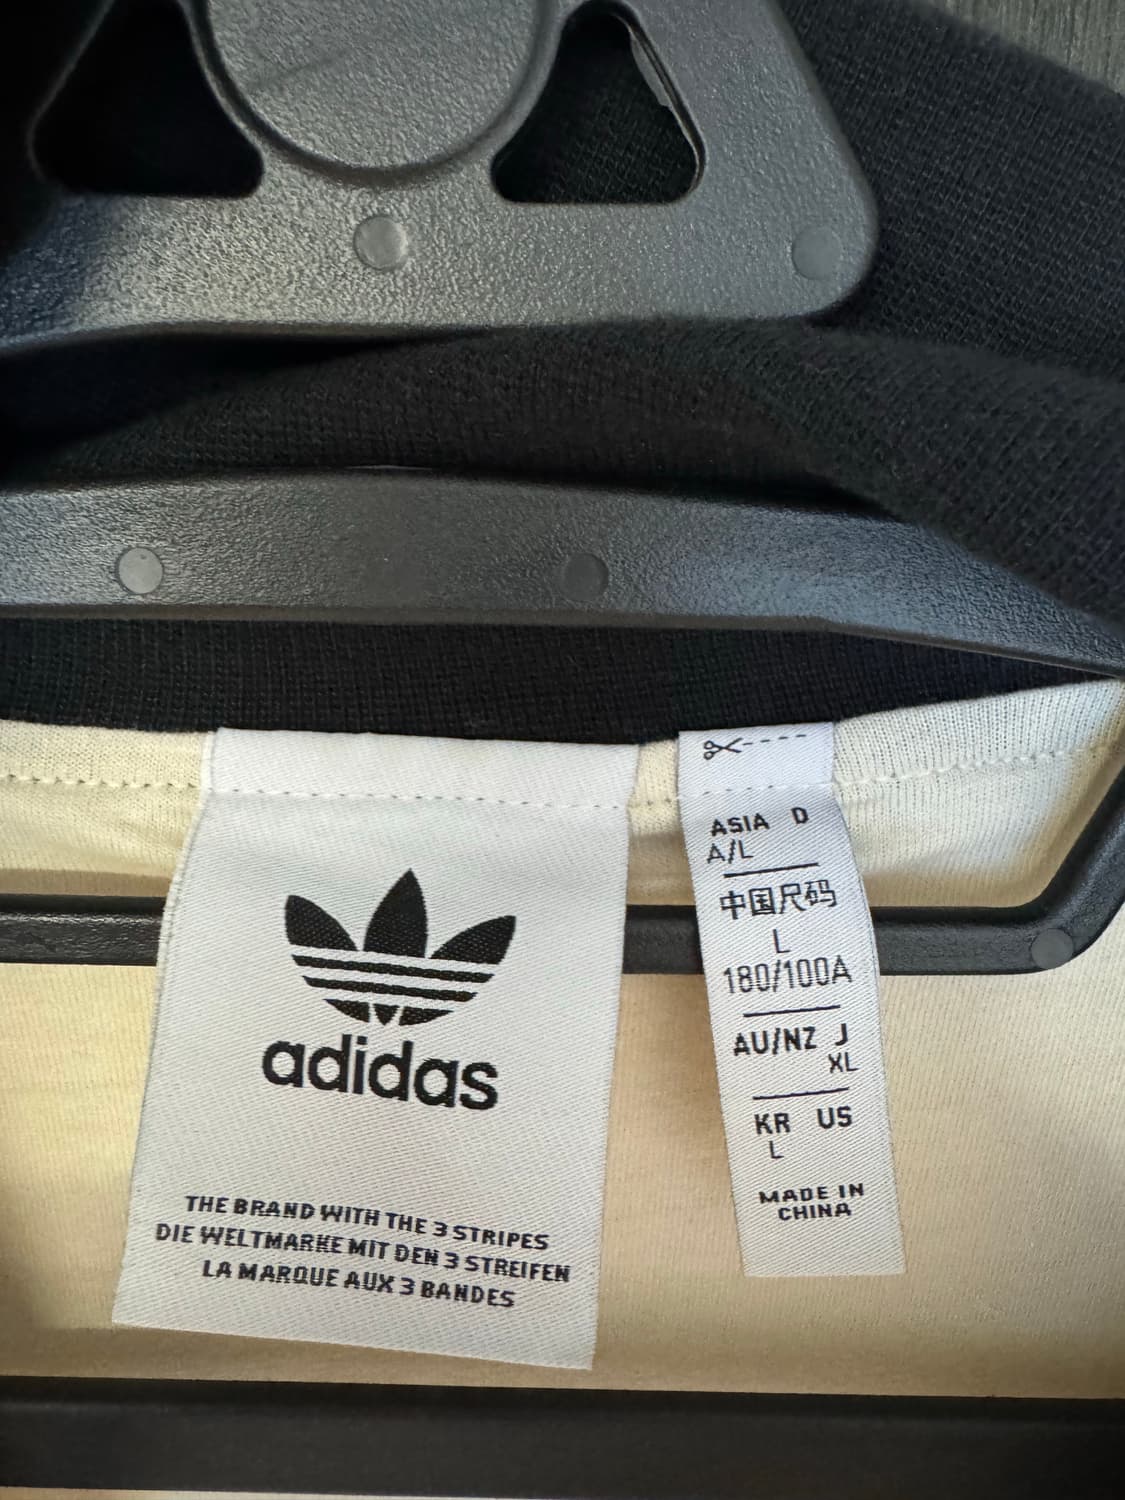 adidas
THE BRAND WITH THE 3 STRIPES
DIE WELTMARKE MIT DEN 3 STREIFEN
LA MARQUE AUX 3 BANDES
ASIA D
A/L
中国尺码
L
180/100A
AU/NZ J
XL
KR US
L
MADE IN
CHINA